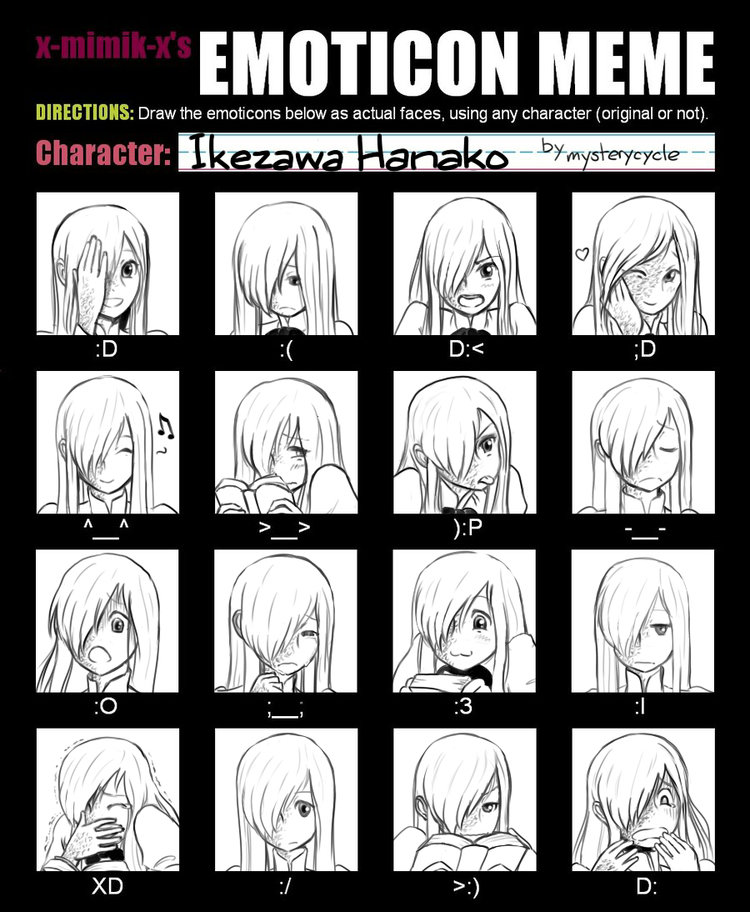 x-mimik-x's EMOTICON MEME
DIRECTIONS: Draw the emoticons below as actual faces, using any character (original or not).
Character: Ikezawa Hanako by mysterycycle
:D :( D:< ;D
^__^ >__> ):P -__-
:O ;__; :3 :I
XD :/ >:) D: